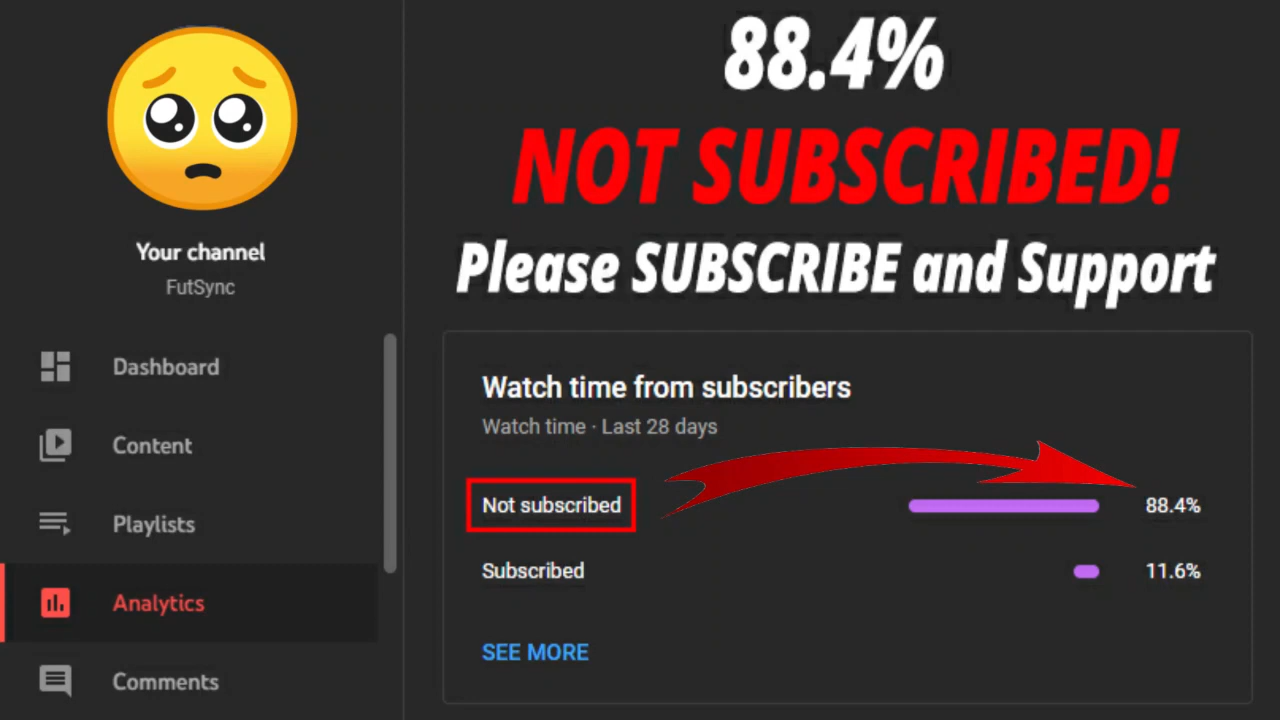 Your channel
FutSync
Dashboard
Content
Playlists
Analytics
Comments
88.4%
NOT SUBSCRIBED!
Please SUBSCRIBE and Support
Watch time from subscribers
Watch time · Last 28 days
Not subscribed 88.4%
Subscribed 11.6%
SEE MORE